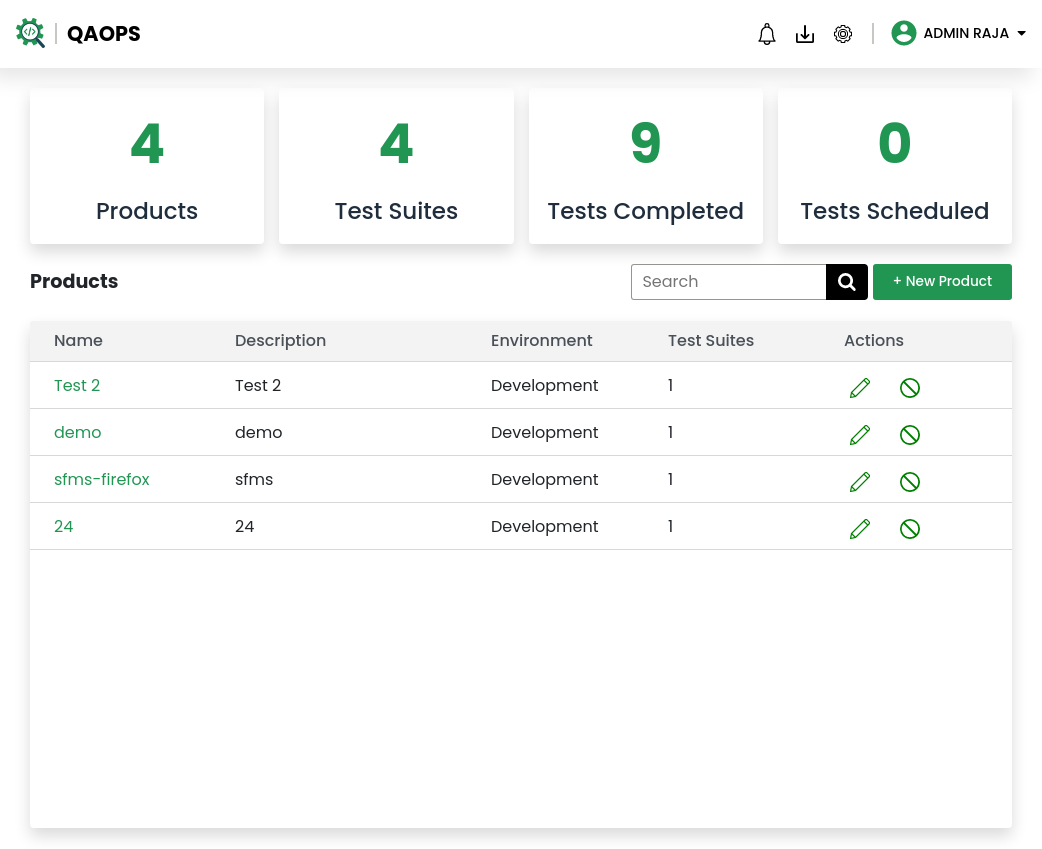 QAOPS
ADMIN RAJA
4
Products
4
Test Suites
9
Tests Completed
0
Tests Scheduled
Products
Search
+ New Product
Name Description Environment Test Suites Actions
Test 2 Test 2 Development 1
demo demo Development 1
sfms-firefox sfms Development 1
24 24 Development 1